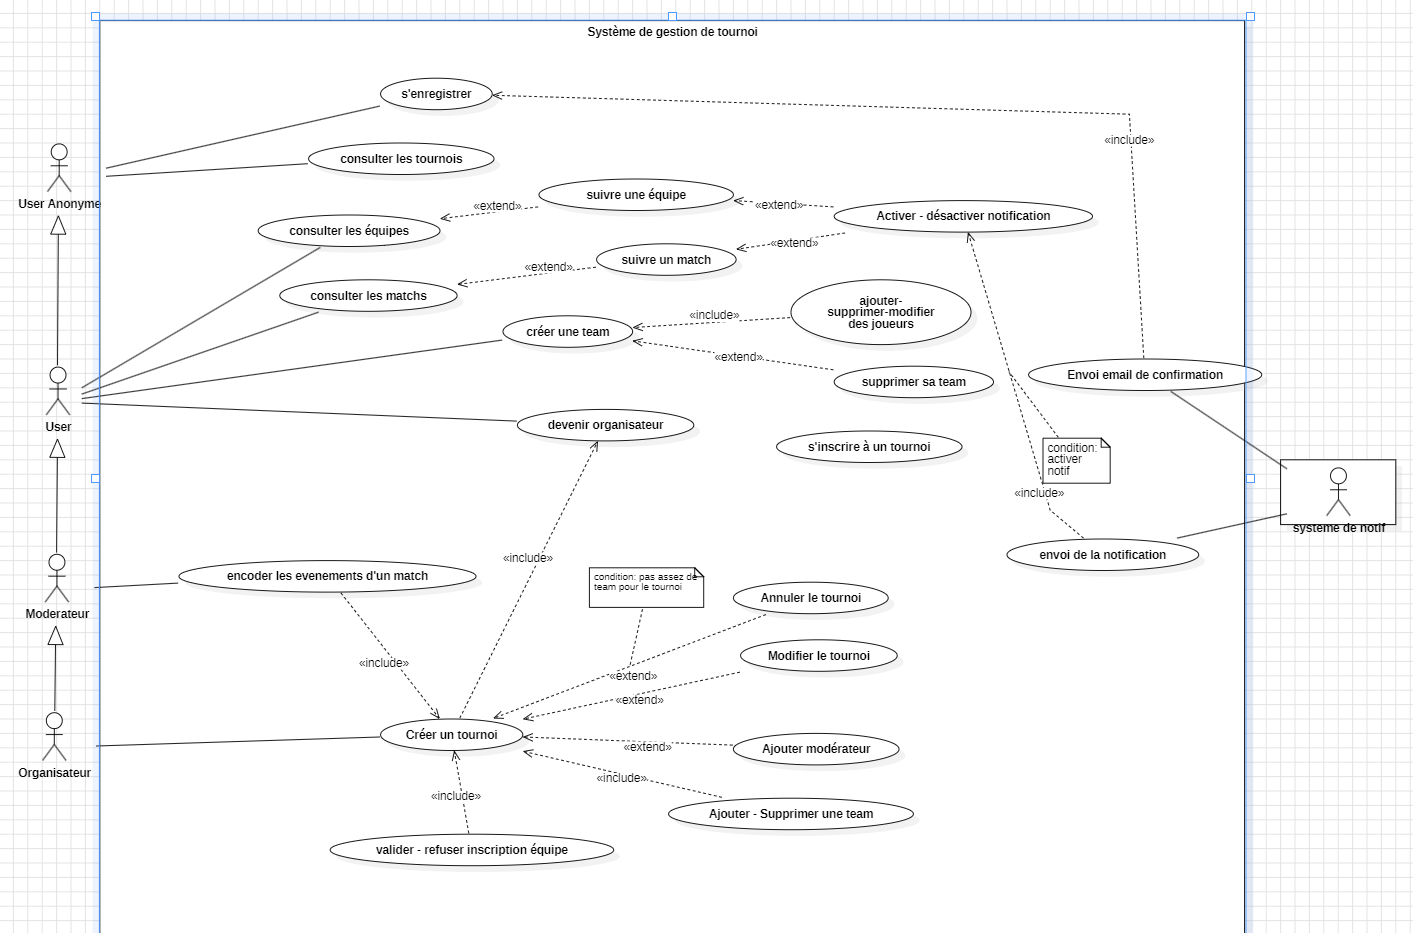 Système de gestion de tournoi
s'enregistrer
«include»
consulter les tournois
User Anonyme
suivre une équipe
«extend»
«extend»
Activer - désactiver notification
consulter les équipes
«extend»
suivre un match
«extend»
consulter les matchs
ajouter-
supprimer-modifier
des joueurs
«include»
créer une team
«extend»
Envoi email de confirmation
supprimer sa team
User
devenir organisateur
s'inscrire à un tournoi
condition:
activer
notif
«include»
système de notif
envoi de la notification
«include»
encoder les evenements d'un match
condition: pas assez de
team pour le tournoi
Annuler le tournoi
Moderateur
Modifier le tournoi
«include»
«extend»
«extend»
Créer un tournoi
«extend»
Ajouter modérateur
Organisateur
«include»
«include»
Ajouter - Supprimer une team
valider - refuser inscription équipe